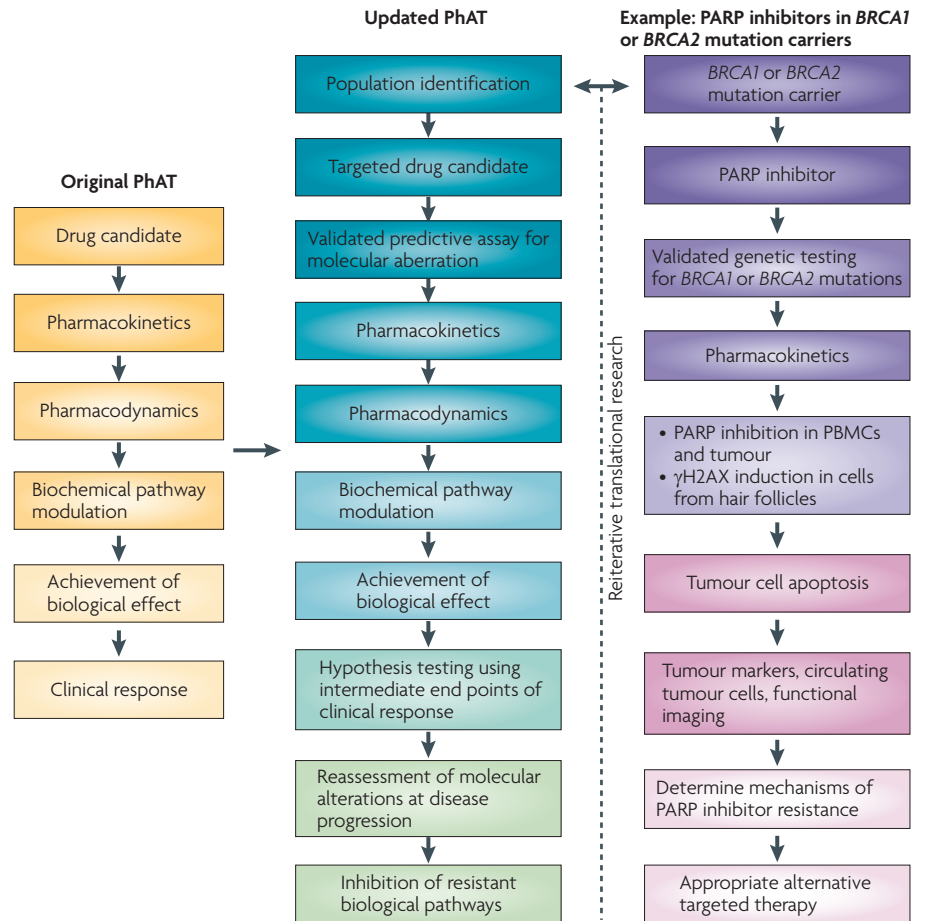 Original PhAT
Drug candidate
Pharmacokinetics
Pharmacodynamics
Biochemical pathway
modulation
Achievement of
biological effect
Clinical response
Updated PhAT
Population identification
Targeted drug candidate
Validated predictive assay for
molecular aberration
Pharmacokinetics
Pharmacodynamics
Biochemical pathway
modulation
Achievement of
biological effect
Hypothesis testing using
intermediate end points of
clinical response
Reassessment of molecular
alterations at disease
progression
Inhibition of resistant
biological pathways
Reiterative translational research
Example: PARP inhibitors in BRCA1
or BRCA2 mutation carriers
BRCA1 or BRCA2
mutation carrier
PARP inhibitor
Validated genetic testing
for BRCA1 or BRCA2 mutations
Pharmacokinetics
• PARP inhibition in PBMCs
and tumour
• γH2AX induction in cells
from hair follicles
Tumour cell apoptosis
Tumour markers, circulating
tumour cells, functional
imaging
Determine mechanisms of
PARP inhibitor resistance
Appropriate alternative
targeted therapy